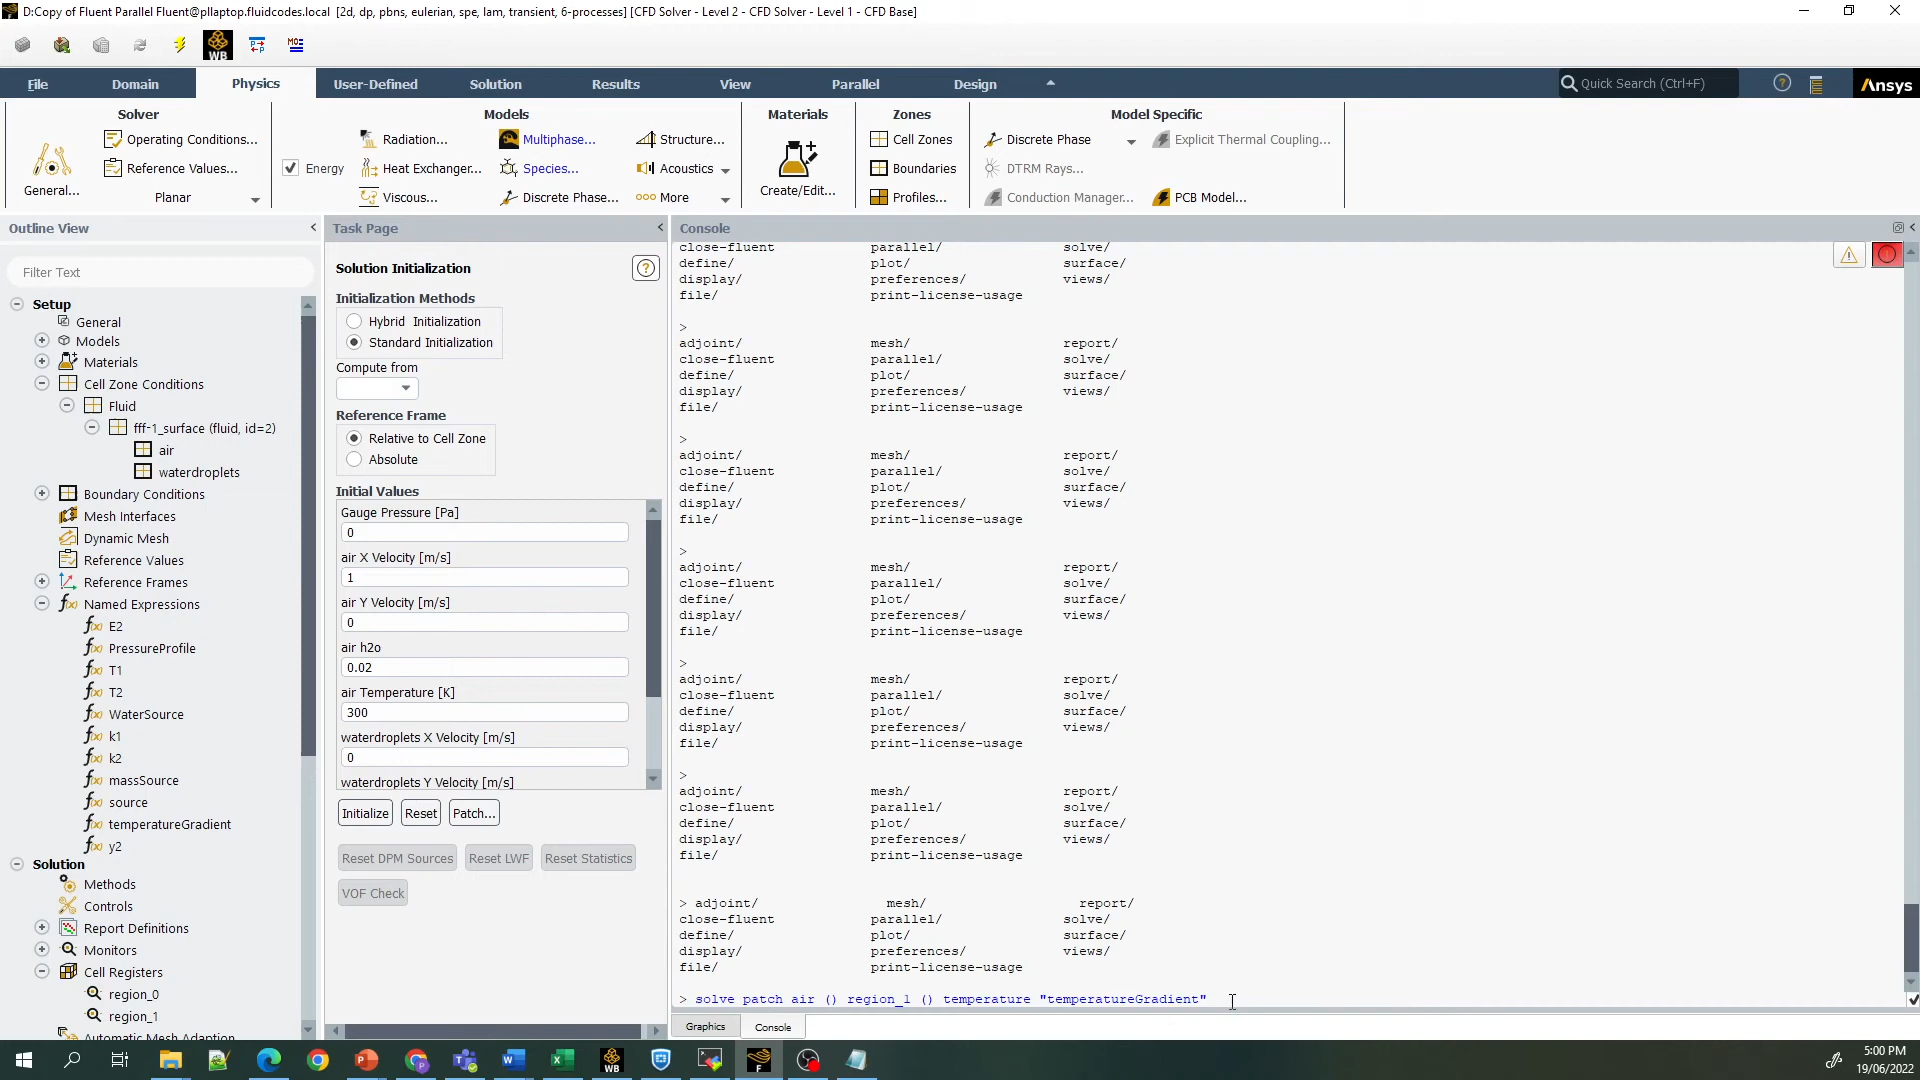 D:Copy of Fluent Parallel Fluent@pllaptop.fluidcodes.local [2d, dp, pbns, eulerian, spe, lam, transient, 6-processes] [CFD Solver - Level 2 - CFD Solver - Level 1 - CFD Base]
WB
File Domain Physics User-Defined Solution Results View Parallel Design Quick Search (Ctrl+F) Ansys
Solver Models Materials Zones Model Specific
General... Operating Conditions... Reference Values... Planar
Energy
Radiation... Multiphase... Structure...
Heat Exchanger... Species... Acoustics
Viscous... Discrete Phase... More
Create/Edit...
Cell Zones
Boundaries
Profiles...
Discrete Phase Explicit Thermal Coupling...
DTRM Rays...
Conduction Manager... PCB Model...
Outline View
Filter Text
Setup
General
Models
Materials
Cell Zone Conditions
Fluid
fff-1_surface (fluid, id=2)
air
waterdroplets
Boundary Conditions
Mesh Interfaces
Dynamic Mesh
Reference Values
Reference Frames
Named Expressions
E2
PressureProfile
T1
T2
WaterSource
k1
k2
massSource
source
temperatureGradient
y2
Solution
Methods
Controls
Report Definitions
Monitors
Cell Registers
region_0
region_1
Automatic Mesh Adaption
Task Page
Solution Initialization
Initialization Methods
Hybrid Initialization
Standard Initialization
Compute from
Reference Frame
Relative to Cell Zone
Absolute
Initial Values
Gauge Pressure [Pa]
0
air X Velocity [m/s]
1
air Y Velocity [m/s]
0
air h2o
0.02
air Temperature [K]
300
waterdroplets X Velocity [m/s]
0
waterdroplets Y Velocity [m/s]
Initialize Reset Patch...
Reset DPM Sources Reset LWF Reset Statistics
VOF Check
Console
close-fluent parallel/ solve/
define/ plot/ surface/
display/ preferences/ views/
file/ print-license-usage
>
adjoint/ mesh/ report/
close-fluent parallel/ solve/
define/ plot/ surface/
display/ preferences/ views/
file/ print-license-usage
>
adjoint/ mesh/ report/
close-fluent parallel/ solve/
define/ plot/ surface/
display/ preferences/ views/
file/ print-license-usage
>
adjoint/ mesh/ report/
close-fluent parallel/ solve/
define/ plot/ surface/
display/ preferences/ views/
file/ print-license-usage
>
adjoint/ mesh/ report/
close-fluent parallel/ solve/
define/ plot/ surface/
display/ preferences/ views/
file/ print-license-usage
>
adjoint/ mesh/ report/
close-fluent parallel/ solve/
define/ plot/ surface/
display/ preferences/ views/
file/ print-license-usage
> adjoint/ mesh/ report/
close-fluent parallel/ solve/
define/ plot/ surface/
display/ preferences/ views/
file/ print-license-usage
> solve patch air () region_1 () temperature "temperatureGradient"
Graphics Console
5:00 PM
19/06/2022